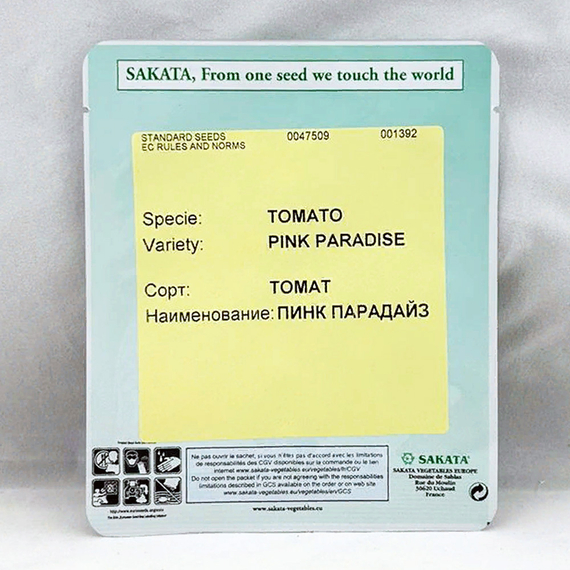 SAKATA, From one seed we touch the world
STANDARD SEEDS 0047509 001392
EC RULES AND NORMS
Specie: TOMATO
Variety: PINK PARADISE
Сорт: ТОМАТ
Наименование: ПИНК ПАРАДАЙЗ
Ne pas ouvrir le sachet, si vous n'êtes pas d'accord avec les limitations
de responsabilités des CGV disponibles sur la commande ou le lien
internet www.sakata-vegetables.eu/vegetables/fr/CGV
Do not open the packet if you are not agreeing with the responsabilities
limitations described in GCS available on the order or on web site
www.sakata-vegetables.eu/vegetables/en/GCS
www.sakata-vegetables.eu
SAKATA
SAKATA VEGETABLES EUROPE
Domaine de Sablas
Rue du Moulin
30620 Uchaud
France